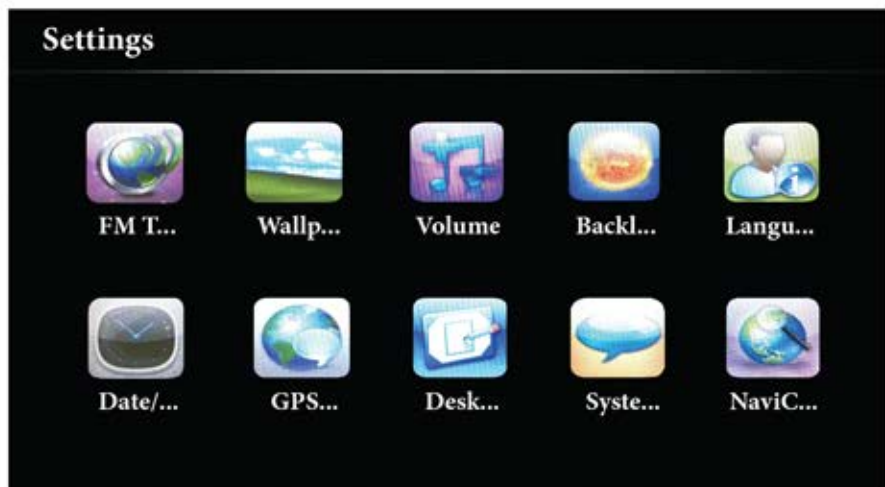 Settings
FM T... Wallp... Volume Backl... Langu...
Date/... GPS... Desk... Syste... NaviC...